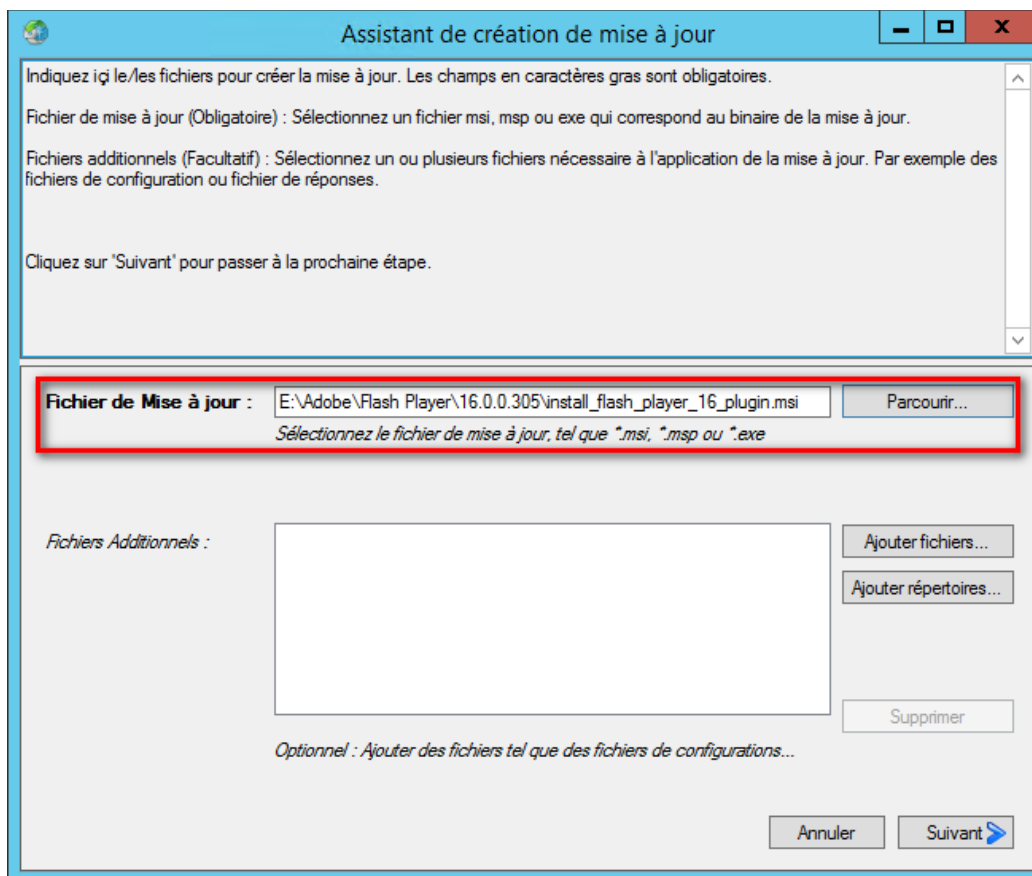 Assistant de création de mise à jour
Indiquez içi le/les fichiers pour créer la mise à jour. Les champs en caractères gras sont obligatoires.
Fichier de mise à jour (Obligatoire) : Sélectionnez un fichier msi, msp ou exe qui correspond au binaire de la mise à jour.
Fichiers additionnels (Facultatif) : Sélectionnez un ou plusieurs fichiers nécessaire à l'application de la mise à jour. Par exemple des
fichiers de configuration ou fichier de réponses.
Cliquez sur 'Suivant' pour passer à la prochaine étape.
Fichier de Mise à jour : E:\Adobe\Flash Player\16.0.0.305\install_flash_player_16_plugin.msi Parcourir...
Sélectionnez le fichier de mise à jour, tel que *.msi, *.msp ou *.exe
Fichiers Additionnels : Ajouter fichiers...
Ajouter répertoires...
Supprimer
Optionnel : Ajouter des fichiers tel que des fichiers de configurations...
Annuler Suivant